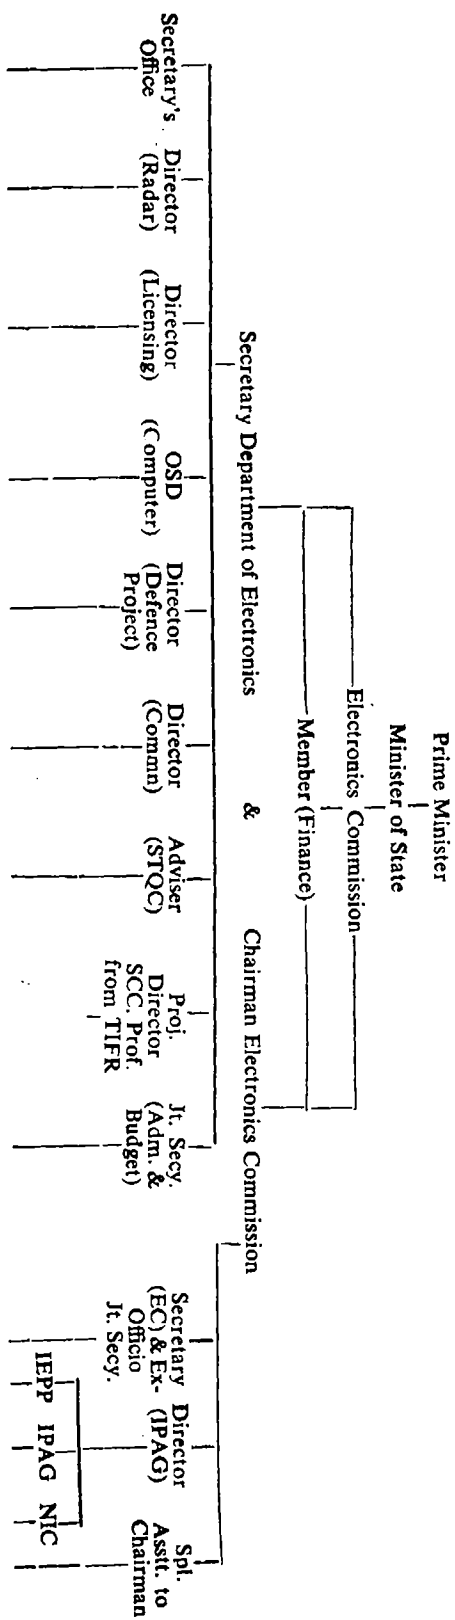 Prime Minister
Minister of State
Electronics Commission
Member (Finance)
Secretary Department of Electronics & Chairman Electronics Commission
Secretary's
Office
Director
(Radar)
Director
(Licensing)
OSD
(Computer)
Director
(Defence
Project)
Director
(Commn)
Adviser
(STQC)
Proj.
Director
SCC. Prof.
from TIFR
Jt. Secy.
(Adm. &
Budget)
Secretary
(EC) & Ex-
Officio
Jt. Secy.
Director
(IPAG)
Spl.
Asstt. to
Chairman
IEPP IPAG NIC